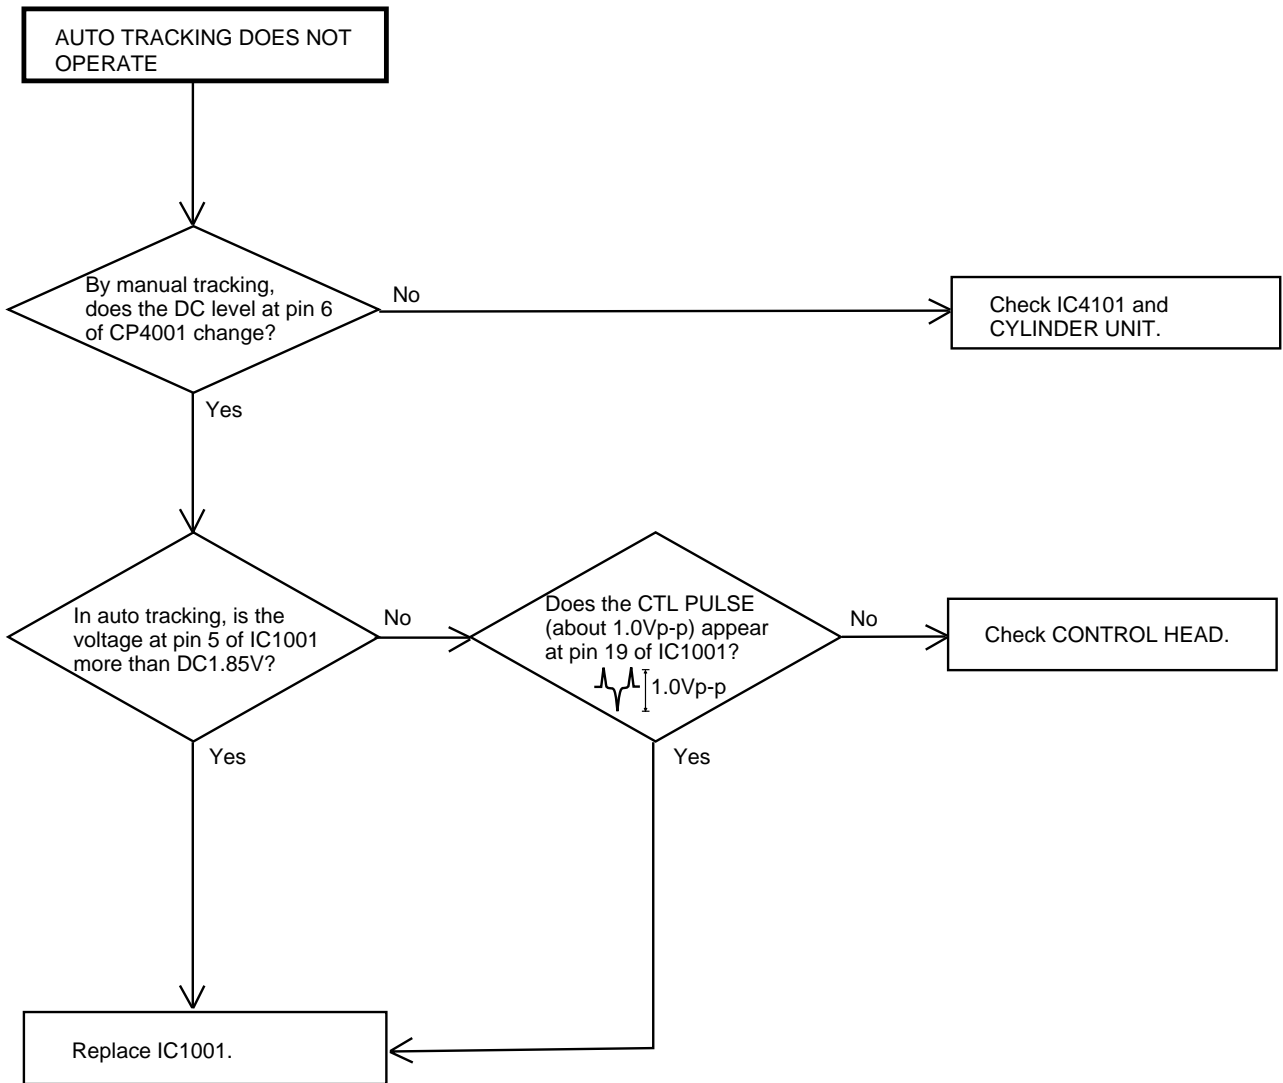 AUTO TRACKING DOES NOT
OPERATE
By manual tracking,
does the DC level at pin 6
of CP4001 change?
No
Check IC4101 and
CYLINDER UNIT.
Yes
In auto tracking, is the
voltage at pin 5 of IC1001
more than DC1.85V?
No
Does the CTL PULSE
(about 1.0Vp-p) appear
at pin 19 of IC1001?
1.0Vp-p
No
Check CONTROL HEAD.
Yes
Yes
Replace IC1001.